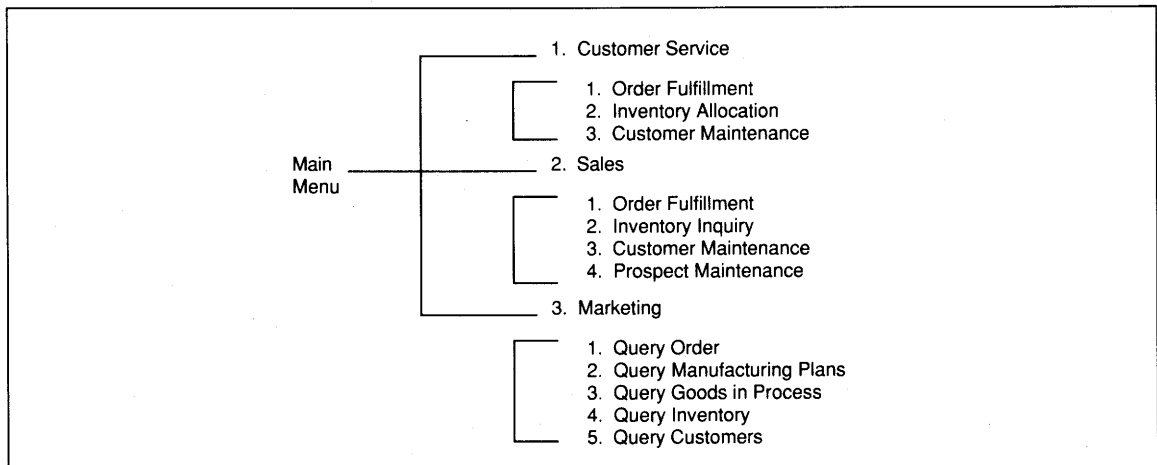 1. Customer Service
1. Order Fulfillment
2. Inventory Allocation
3. Customer Maintenance
Main
Menu
2. Sales
1. Order Fulfillment
2. Inventory Inquiry
3. Customer Maintenance
4. Prospect Maintenance
3. Marketing
1. Query Order
2. Query Manufacturing Plans
3. Query Goods in Process
4. Query Inventory
5. Query Customers